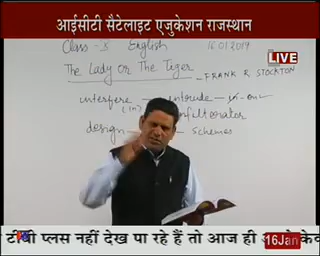 आईसीटी सैटेलाइट एजुकेशन राजस्थान
Class - X English 16.01.2019
LIVE
The Lady or The Tiger - FRANK R STOCKTON
interfere intrude
(in)
design schemes
टीवी प्लस नहीं देख पा रहे हैं तो आज ही
16Jan